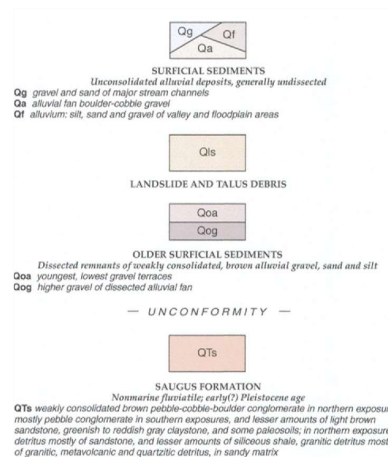 Qg Qf
Qa
SURFICIAL SEDIMENTS
Unconsolidated alluvial deposits, generally undissected
Qg gravel and sand of major stream channels
Qa alluvial fan boulder-cobble gravel
Qf alluvium: silt, sand and gravel of valley and floodplain areas
Qls
LANDSLIDE AND TALUS DEBRIS
Qoa
Qog
OLDER SURFICIAL SEDIMENTS
Dissected remnants of weakly consolidated, brown alluvial gravel, sand and silt
Qoa youngest, lowest gravel terraces
Qog higher gravel of dissected alluvial fan
— UNCONFORMITY —
QTs
SAUGUS FORMATION
Nonmarine fluviatile; early(?) Pleistocene age
QTs weakly consolidated brown pebble-cobble-boulder conglomerate in northern exposur
mostly pebble conglomerate in southern exposures, and lesser amounts of light brown
sandstone, greenish to reddish gray claystone, and some paleosoils; in northern exposure
detritus mostly of sandstone, and lesser amounts of siliceous shale, granitic detritus most
of granitic, metavolcanic and quartzitic detritus, in sandy matrix